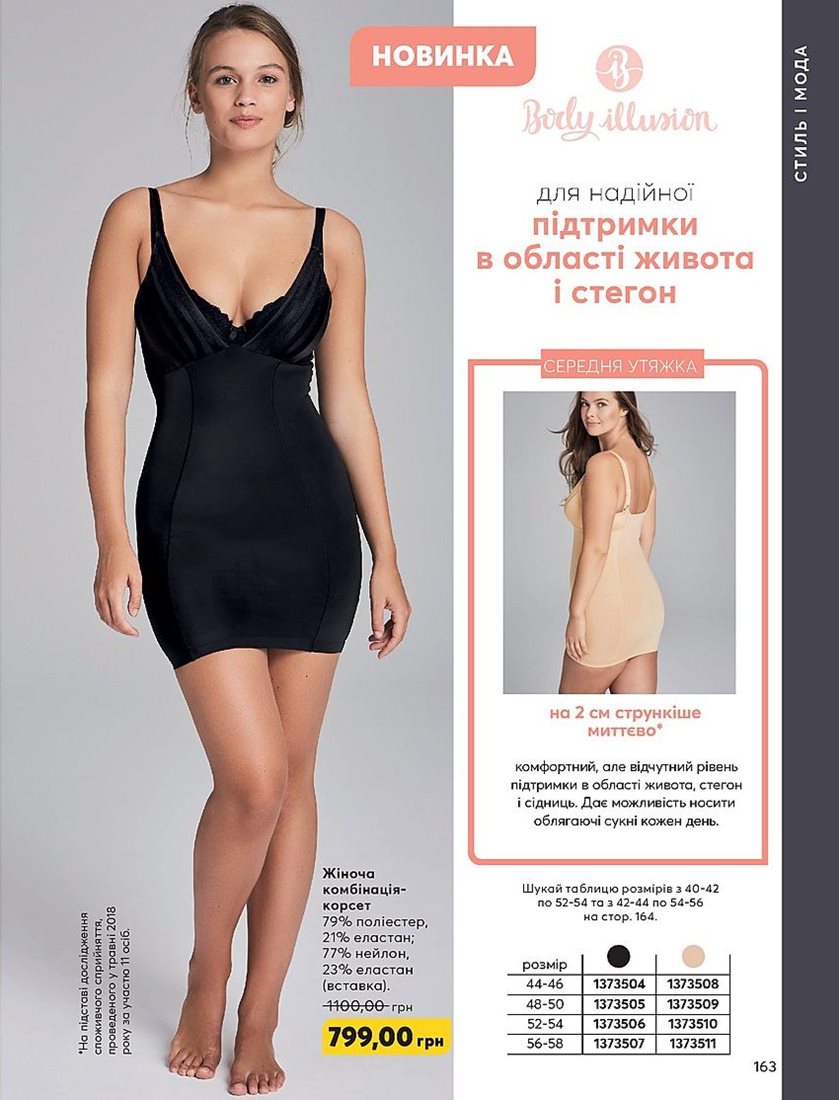 НОВИНКА
Body illusion
СТИЛЬ І МОДА
для надійної
підтримки
в області живота
і стегон
СЕРЕДНЯ УТЯЖКА
на 2 см стрункіше
миттєво*
комфортний, але відчутний рівень
підтримки в області живота, стегон
і сідниць. Дає можливість носити
облягаючі сукні кожен день.
Жіноча
комбінація-
корсет
79% поліестер,
21% еластан;
77% нейлон,
23% еластан
(вставка).
1100,00 грн
799,00 грн
*На підставі дослідження
споживчого сприйняття,
проведеного у травні 2018
року за участю 11 осіб.
Шукай таблицю розмірів з 40-42
по 52-54 та з 42-44 по 54-56
на стор. 164.
розмір
44-46 1373504 1373508
48-50 1373505 1373509
52-54 1373506 1373510
56-58 1373507 1373511
163